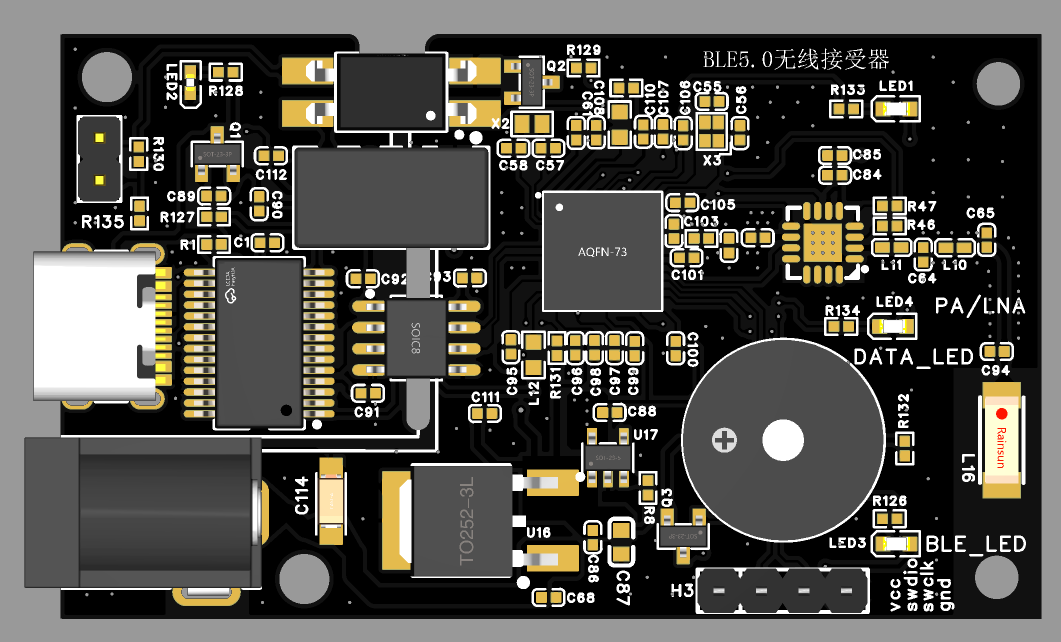 BLE5.0无线接受器
R129
Q2
LED2
R128
C69
C108
C110
C107
C106
C55
C56
R133
LED1
X2
X3
Q1
R130
C112
C58
C57
C85
C84
C89
C90
R127
R135
C105
C103
R47
R46
C65
AQFN-73
R1
C1
C101
L11
C64
L10
C92
C93
R134
LED4
PA/LNA
SOIC8
DATA_LED
C94
C95
L12
R131
C96
C98
C97
C99
C100
C91
C111
C88
R132
Rainsun
L16
U17
C114
TO252-3L
R8
Q3
R126
U16
LED3
BLE_LED
C86
C87
C68
H3
vcc
swdio
swclk
gnd